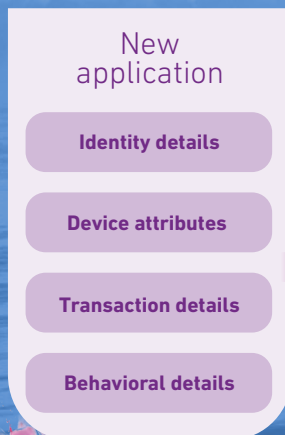 New
application
Identity details
Device attributes
Transaction details
Behavioral details